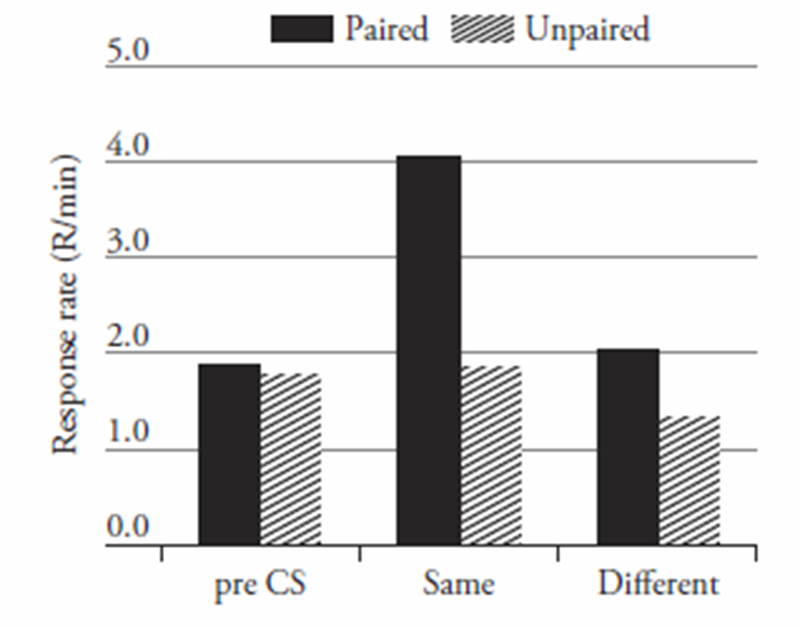 Paired Unpaired
5.0
4.0
3.0
2.0
1.0
0.0
Response rate (R/min)
pre CS Same Different